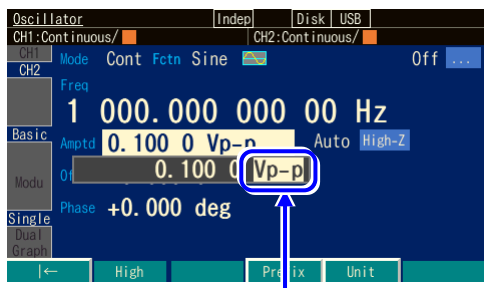 Oscillator Indep Disk USB
CH1:Continuous/ CH2:Continuous/
CH1 Mode Cont Fctn Sine Off ...
CH2
Freq
1 000.000 000 00 Hz
Basic Amptd 0.100 0 Vp-p Auto High-Z
0.100 0 Vp-p
Modu
Phase +0.000 deg
Single
Dual
Graph
|← High Prefix Unit